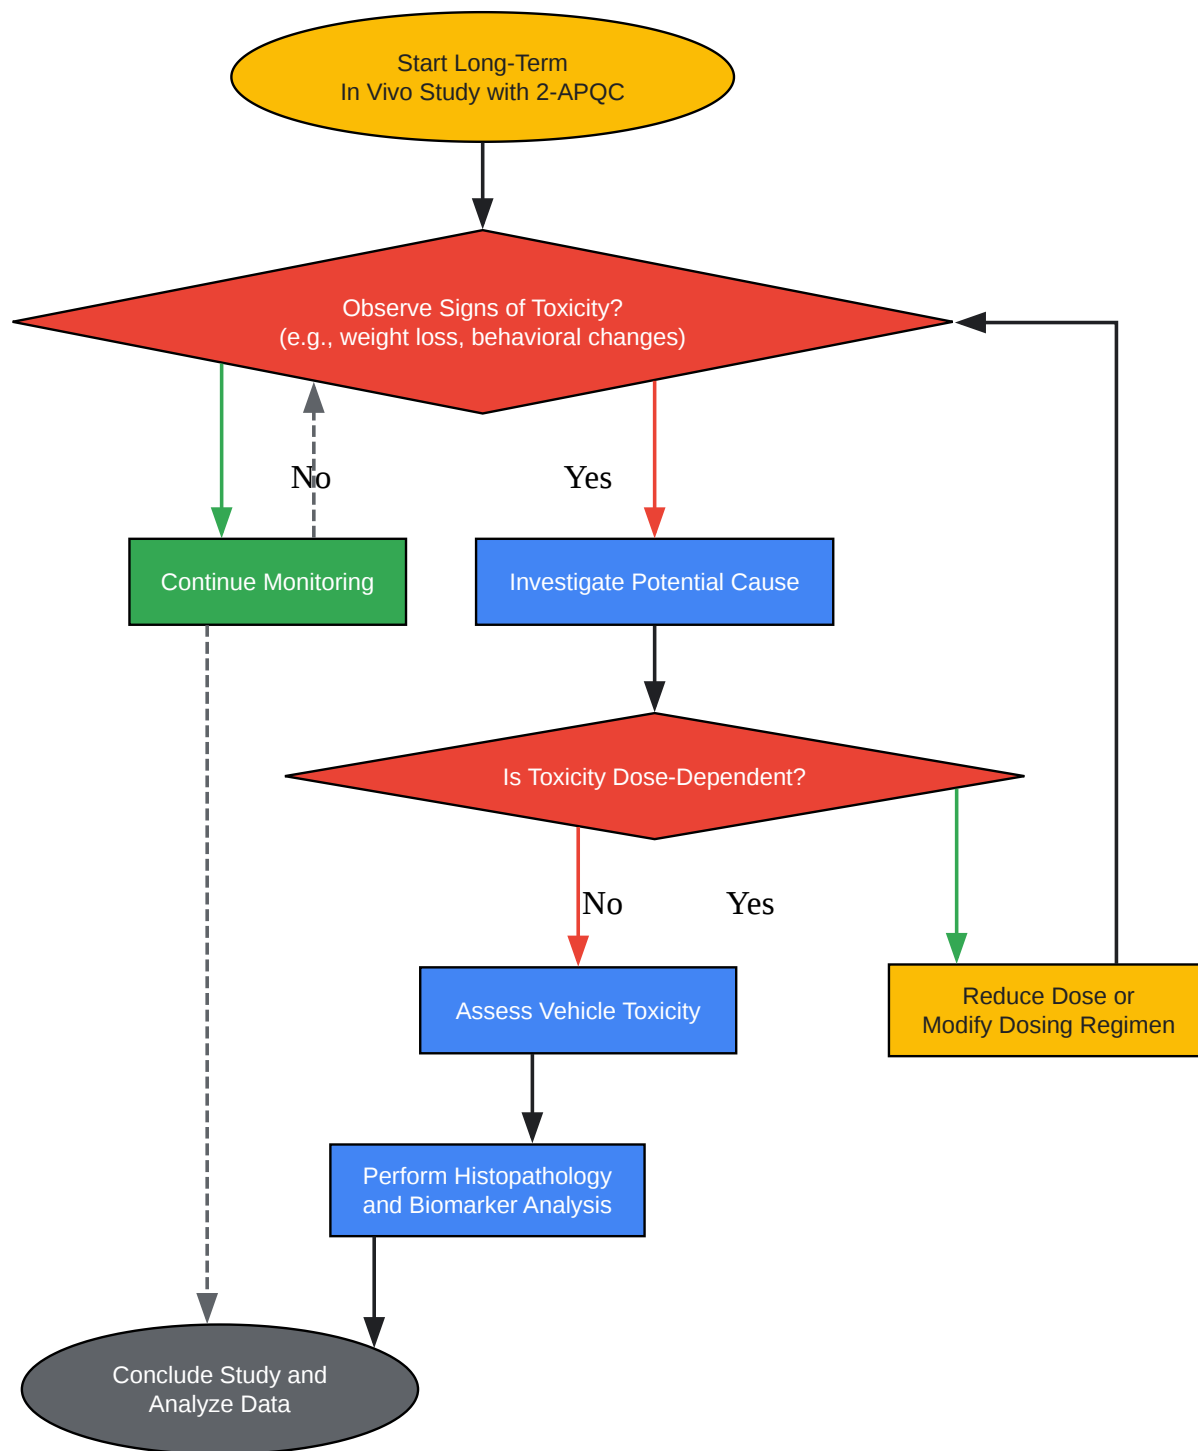 Start Long-Term
In Vivo Study with 2-APQC
Observe Signs of Toxicity?
(e.g., weight loss, behavioral changes)
No
Yes
Continue Monitoring
Investigate Potential Cause
Is Toxicity Dose-Dependent?
No
Yes
Assess Vehicle Toxicity
Reduce Dose or
Modify Dosing Regimen
Perform Histopathology
and Biomarker Analysis
Conclude Study and
Analyze Data